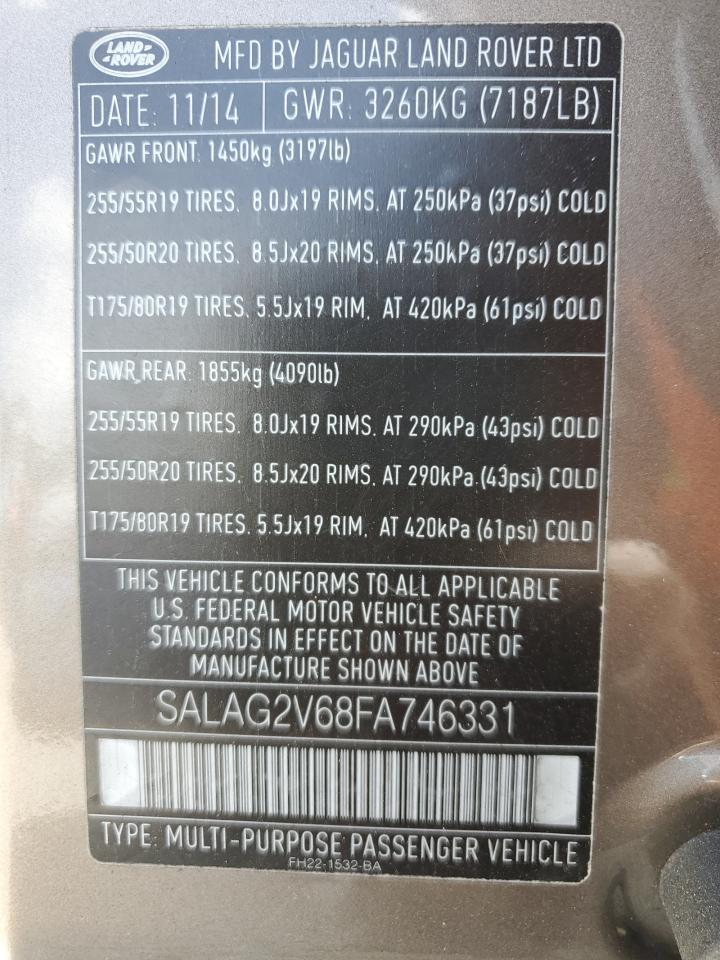 LAND ROVER MFD BY JAGUAR LAND ROVER LTD
DATE: 11/14 GWR: 3260KG (7187LB)
GAWR FRONT: 1450kg (3197lb)
255/55R19 TIRES, 8.0Jx19 RIMS, AT 250kPa (37psi) COLD
255/50R20 TIRES, 8.5Jx20 RIMS, AT 250kPa (37psi) COLD
T175/80R19 TIRES, 5.5Jx19 RIM, AT 420kPa (61psi) COLD
GAWR REAR: 1855kg (4090lb)
255/55R19 TIRES, 8.0Jx19 RIMS, AT 290kPa (43psi) COLD
255/50R20 TIRES, 8.5Jx20 RIMS, AT 290kPa (43psi) COLD
T175/80R19 TIRES, 5.5Jx19 RIM, AT 420kPa (61psi) COLD
THIS VEHICLE CONFORMS TO ALL APPLICABLE
U.S. FEDERAL MOTOR VEHICLE SAFETY
STANDARDS IN EFFECT ON THE DATE OF
MANUFACTURE SHOWN ABOVE
SALAG2V68FA746331
TYPE: MULTI-PURPOSE PASSENGER VEHICLE
FH22-1532-BA